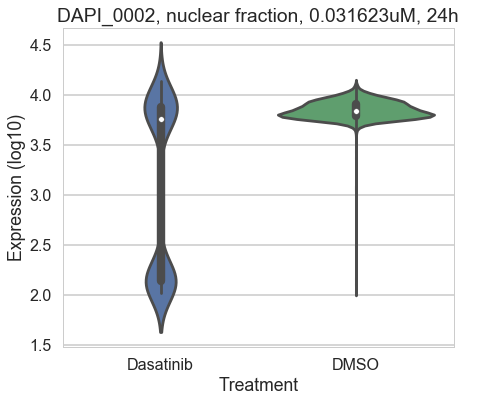 DAPI_0002, nuclear fraction, 0.031623uM, 24h
4.5
4.0
3.5
3.0
2.5
2.0
1.5
Expression (log10)
Dasatinib
DMSO
Treatment